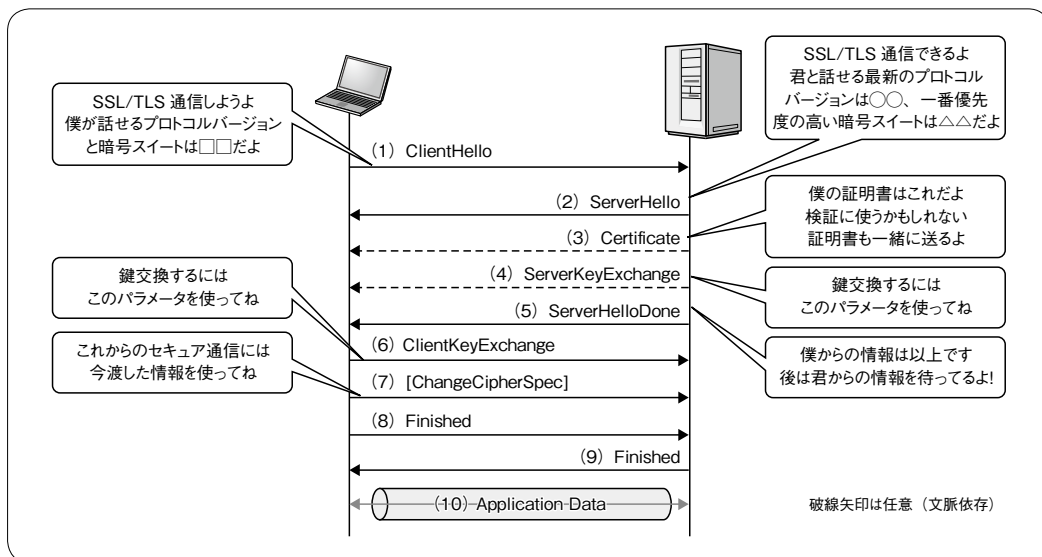 SSL/TLS 通信しようよ
僕が話せるプロトコルバージョン
と暗号スイートは□□だよ
SSL/TLS 通信できるよ
君と話せる最新のプロトコル
バージョンは○○、一番優先
度の高い暗号スイートは△△だよ
(1) ClientHello
(2) ServerHello
僕の証明書はこれだよ
検証に使うかもしれない
証明書も一緒に送るよ
(3) Certificate
(4) ServerKeyExchange
鍵交換するには
このパラメータを使ってね
(5) ServerHelloDone
僕からの情報は以上です
後は君からの情報を待ってるよ!
鍵交換するには
このパラメータを使ってね
(6) ClientKeyExchange
これからのセキュア通信には
今渡した情報を使ってね
(7) [ChangeCipherSpec]
(8) Finished
(9) Finished
(10) Application Data
破線矢印は任意（文脈依存）